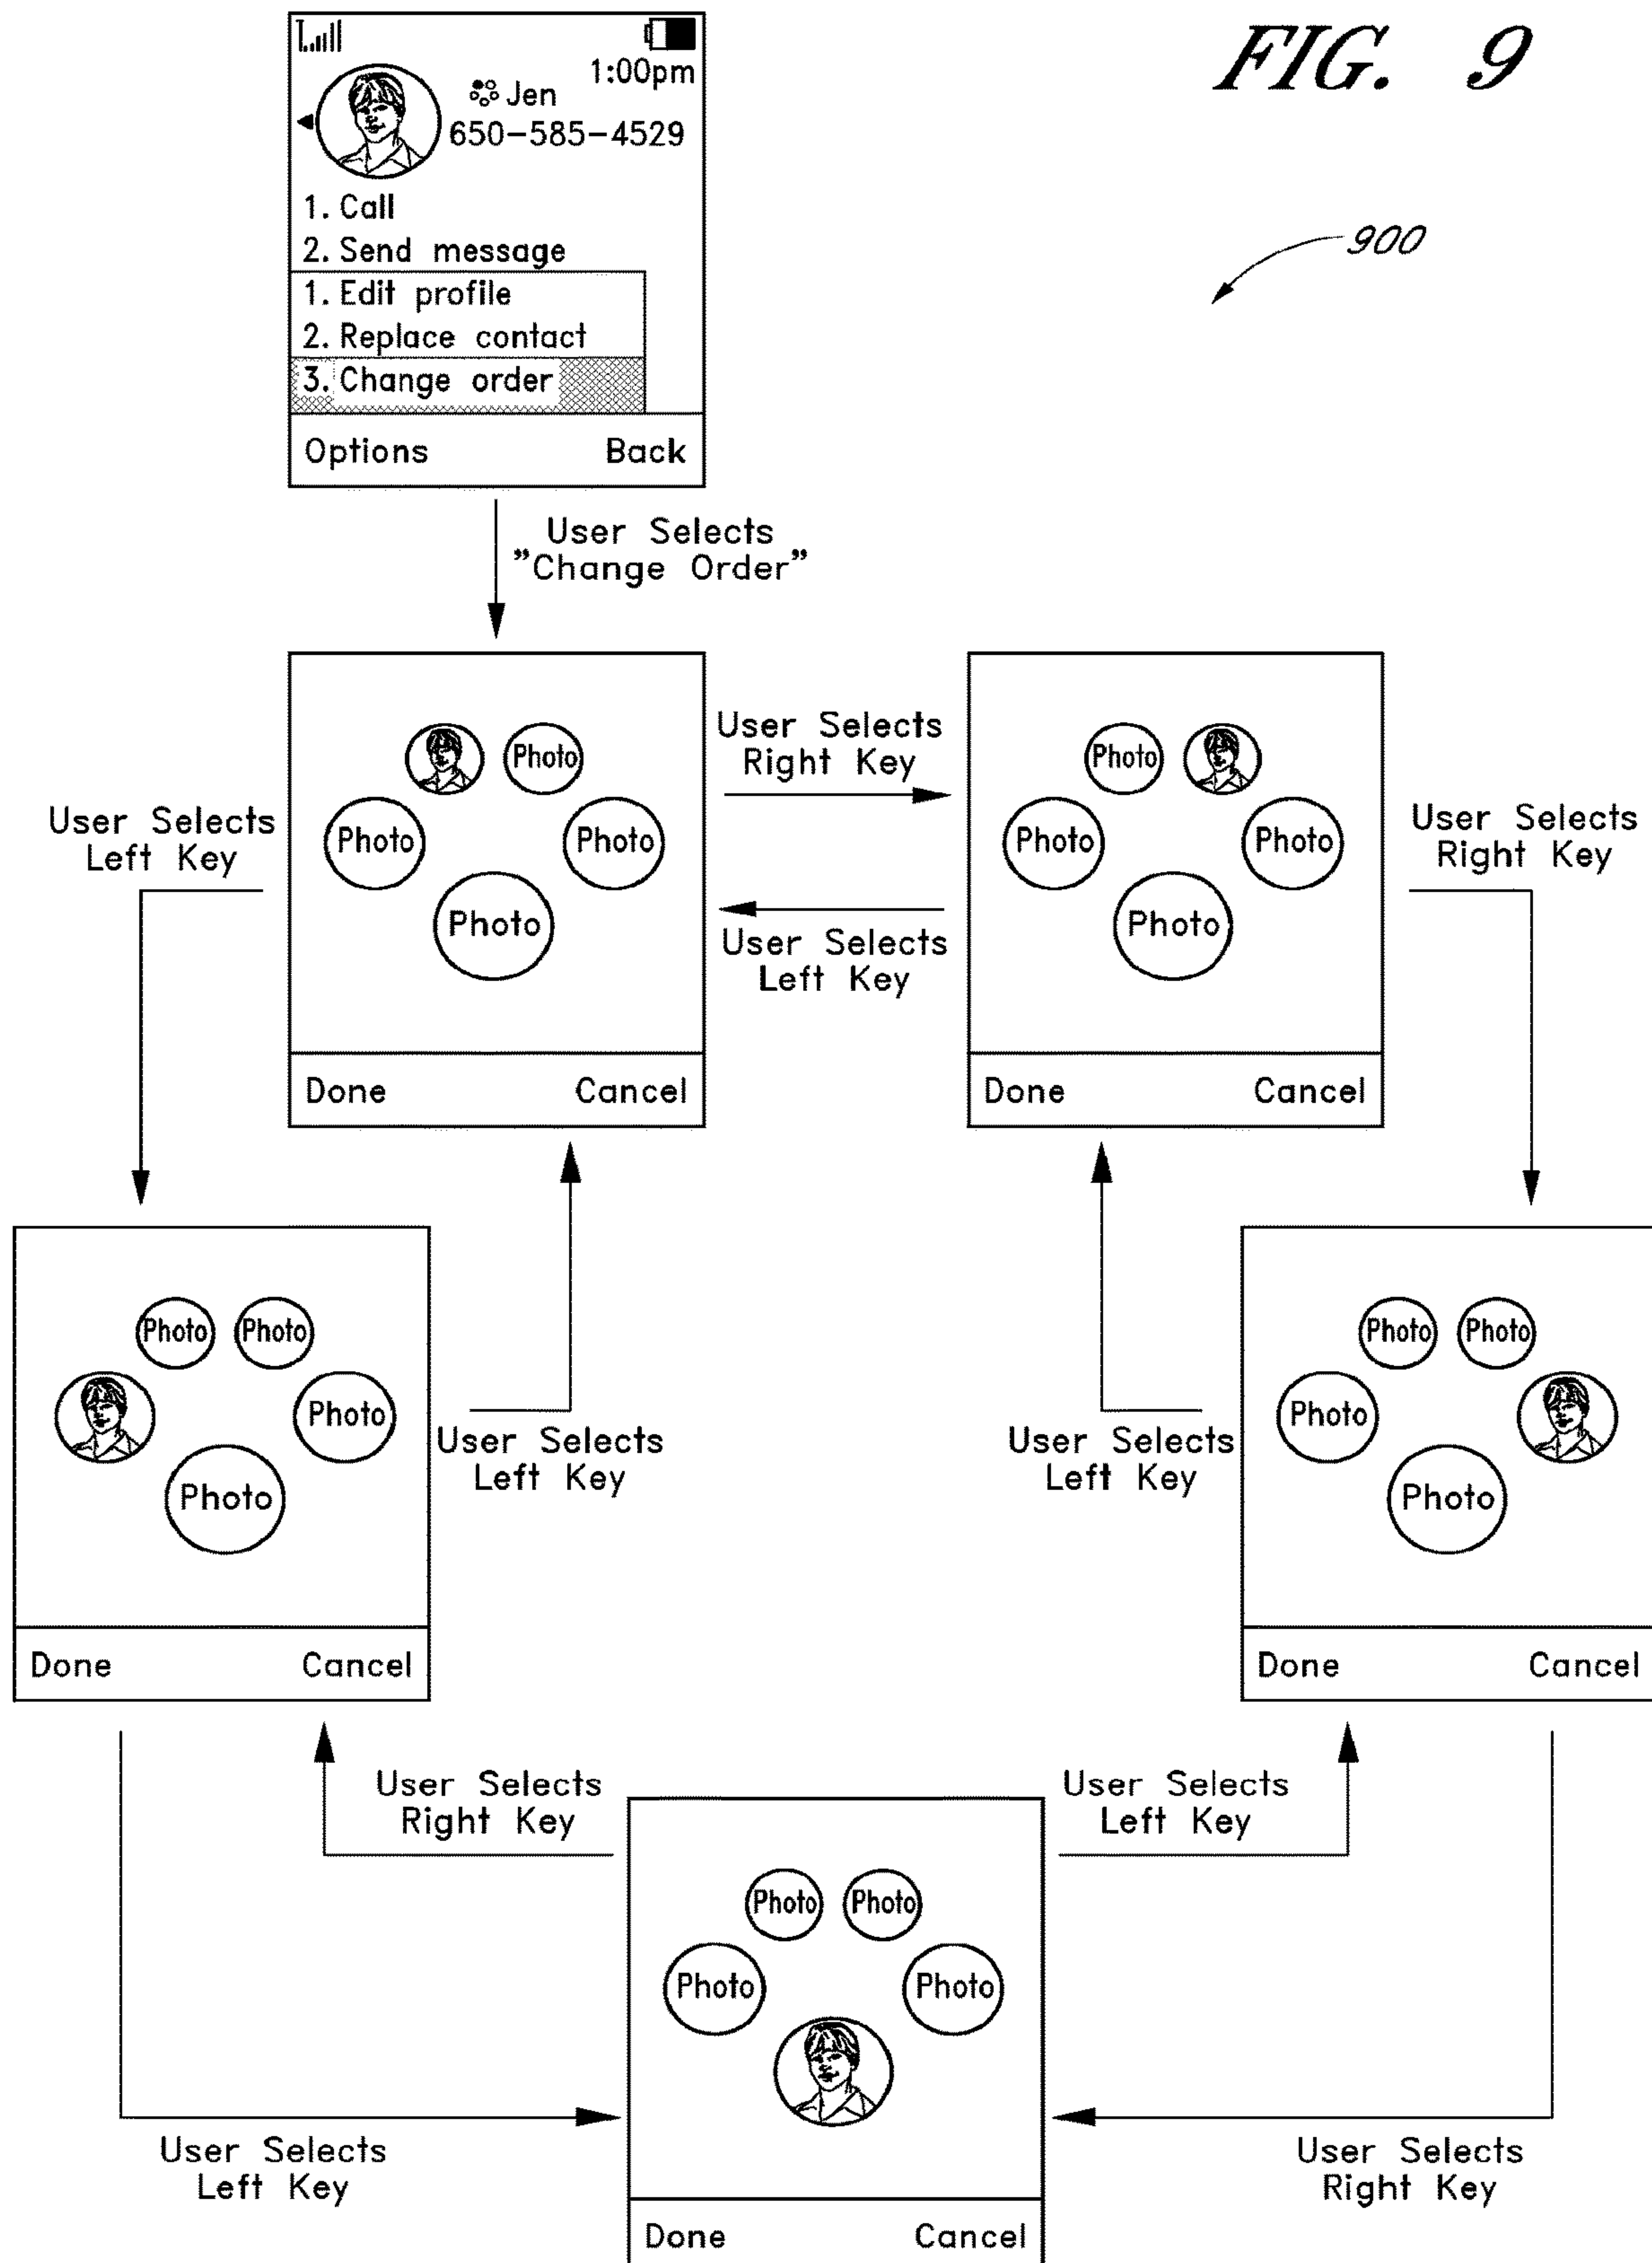 FIG. 9
1:00pm
Jen
650-585-4529
1. Call
2. Send message
1. Edit profile
2. Replace contact
3. Change order
Options Back
900
User Selects
"Change Order"
Photo
Photo Photo
Photo
Done Cancel
User Selects
Right Key
User Selects
Left Key
Photo
Photo Photo
Photo
Done Cancel
User Selects
Left Key
User Selects
Right Key
Photo Photo
Photo
Photo
Done Cancel
User Selects
Left Key
User Selects
Left Key
Photo Photo
Photo
Photo
Done Cancel
User Selects
Right Key
User Selects
Left Key
Photo Photo
Photo Photo
Done Cancel
User Selects
Left Key
User Selects
Right Key